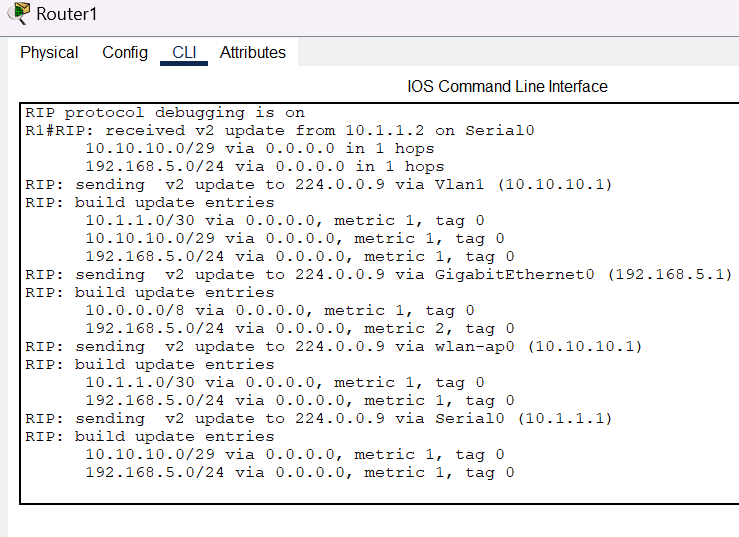 Router1
Physical Config CLI Attributes
IOS Command Line Interface
RIP protocol debugging is on
R1#RIP: received v2 update from 10.1.1.2 on Serial0
10.10.10.0/29 via 0.0.0.0 in 1 hops
192.168.5.0/24 via 0.0.0.0 in 1 hops
RIP: sending  v2 update to 224.0.0.9 via Vlan1 (10.10.10.1)
RIP: build update entries
10.1.1.0/30 via 0.0.0.0, metric 1, tag 0
10.10.10.0/29 via 0.0.0.0, metric 1, tag 0
192.168.5.0/24 via 0.0.0.0, metric 1, tag 0
RIP: sending  v2 update to 224.0.0.9 via GigabitEthernet0 (192.168.5.1)
RIP: build update entries
10.0.0.0/8 via 0.0.0.0, metric 1, tag 0
192.168.5.0/24 via 0.0.0.0, metric 2, tag 0
RIP: sending  v2 update to 224.0.0.9 via wlan-ap0 (10.10.10.1)
RIP: build update entries
10.1.1.0/30 via 0.0.0.0, metric 1, tag 0
192.168.5.0/24 via 0.0.0.0, metric 1, tag 0
RIP: sending  v2 update to 224.0.0.9 via Serial0 (10.1.1.1)
RIP: build update entries
10.10.10.0/29 via 0.0.0.0, metric 1, tag 0
192.168.5.0/24 via 0.0.0.0, metric 1, tag 0